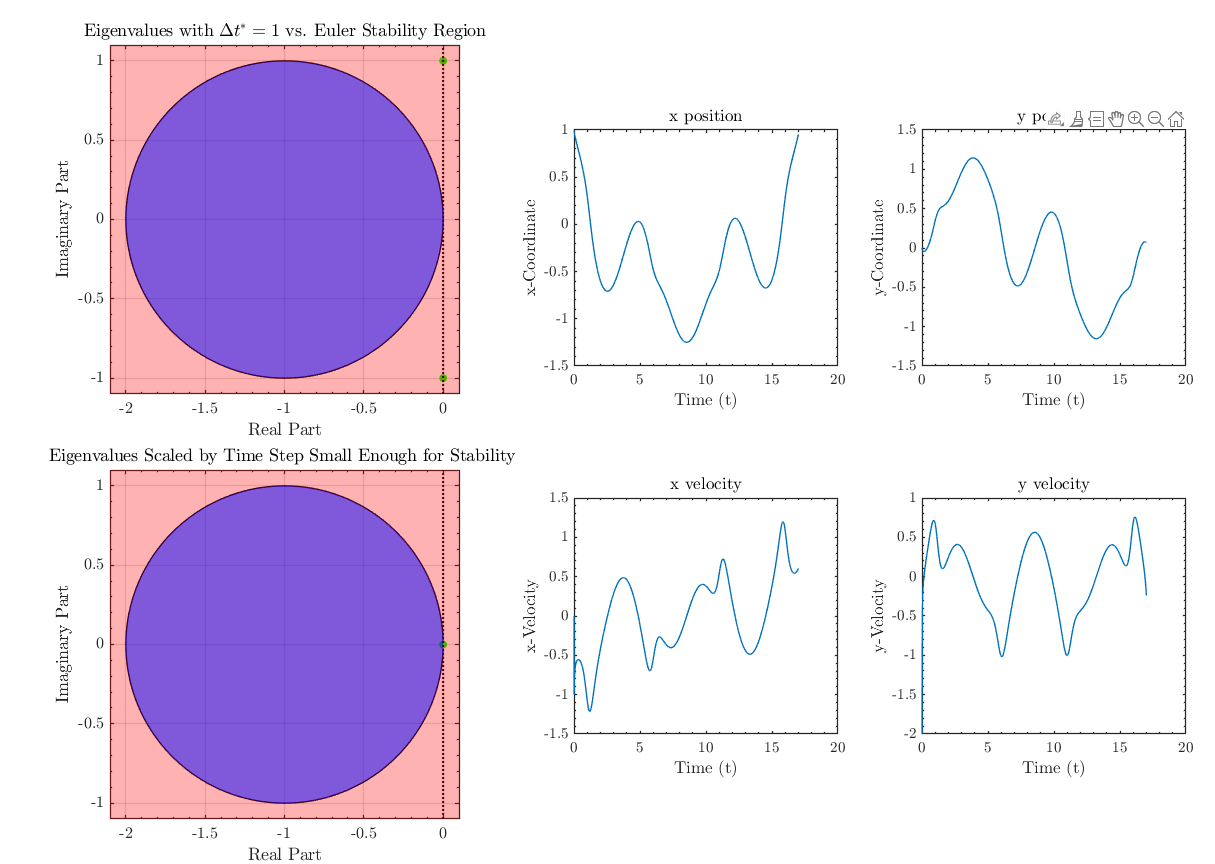 Eigenvalues with Δt* = 1 vs. Euler Stability Region
1
0.5
0
-0.5
-1
Imaginary Part
-2 -1.5 -1 -0.5 0
Real Part
x position
1
0.5
0
-0.5
-1
-1.5
x-Coordinate
0 5 10 15 20
Time (t)
y
1.5
1
0.5
0
-0.5
-1
-1.5
y-Coordinate
0 5 10 15 20
Time (t)
Eigenvalues Scaled by Time Step Small Enough for Stability
1
0.5
0
-0.5
-1
Imaginary Part
-2 -1.5 -1 -0.5 0
Real Part
x velocity
1.5
1
0.5
0
-0.5
-1
-1.5
x-Velocity
0 5 10 15 20
Time (t)
y velocity
1
0.5
0
-0.5
-1
-1.5
-2
y-Velocity
0 5 10 15 20
Time (t)